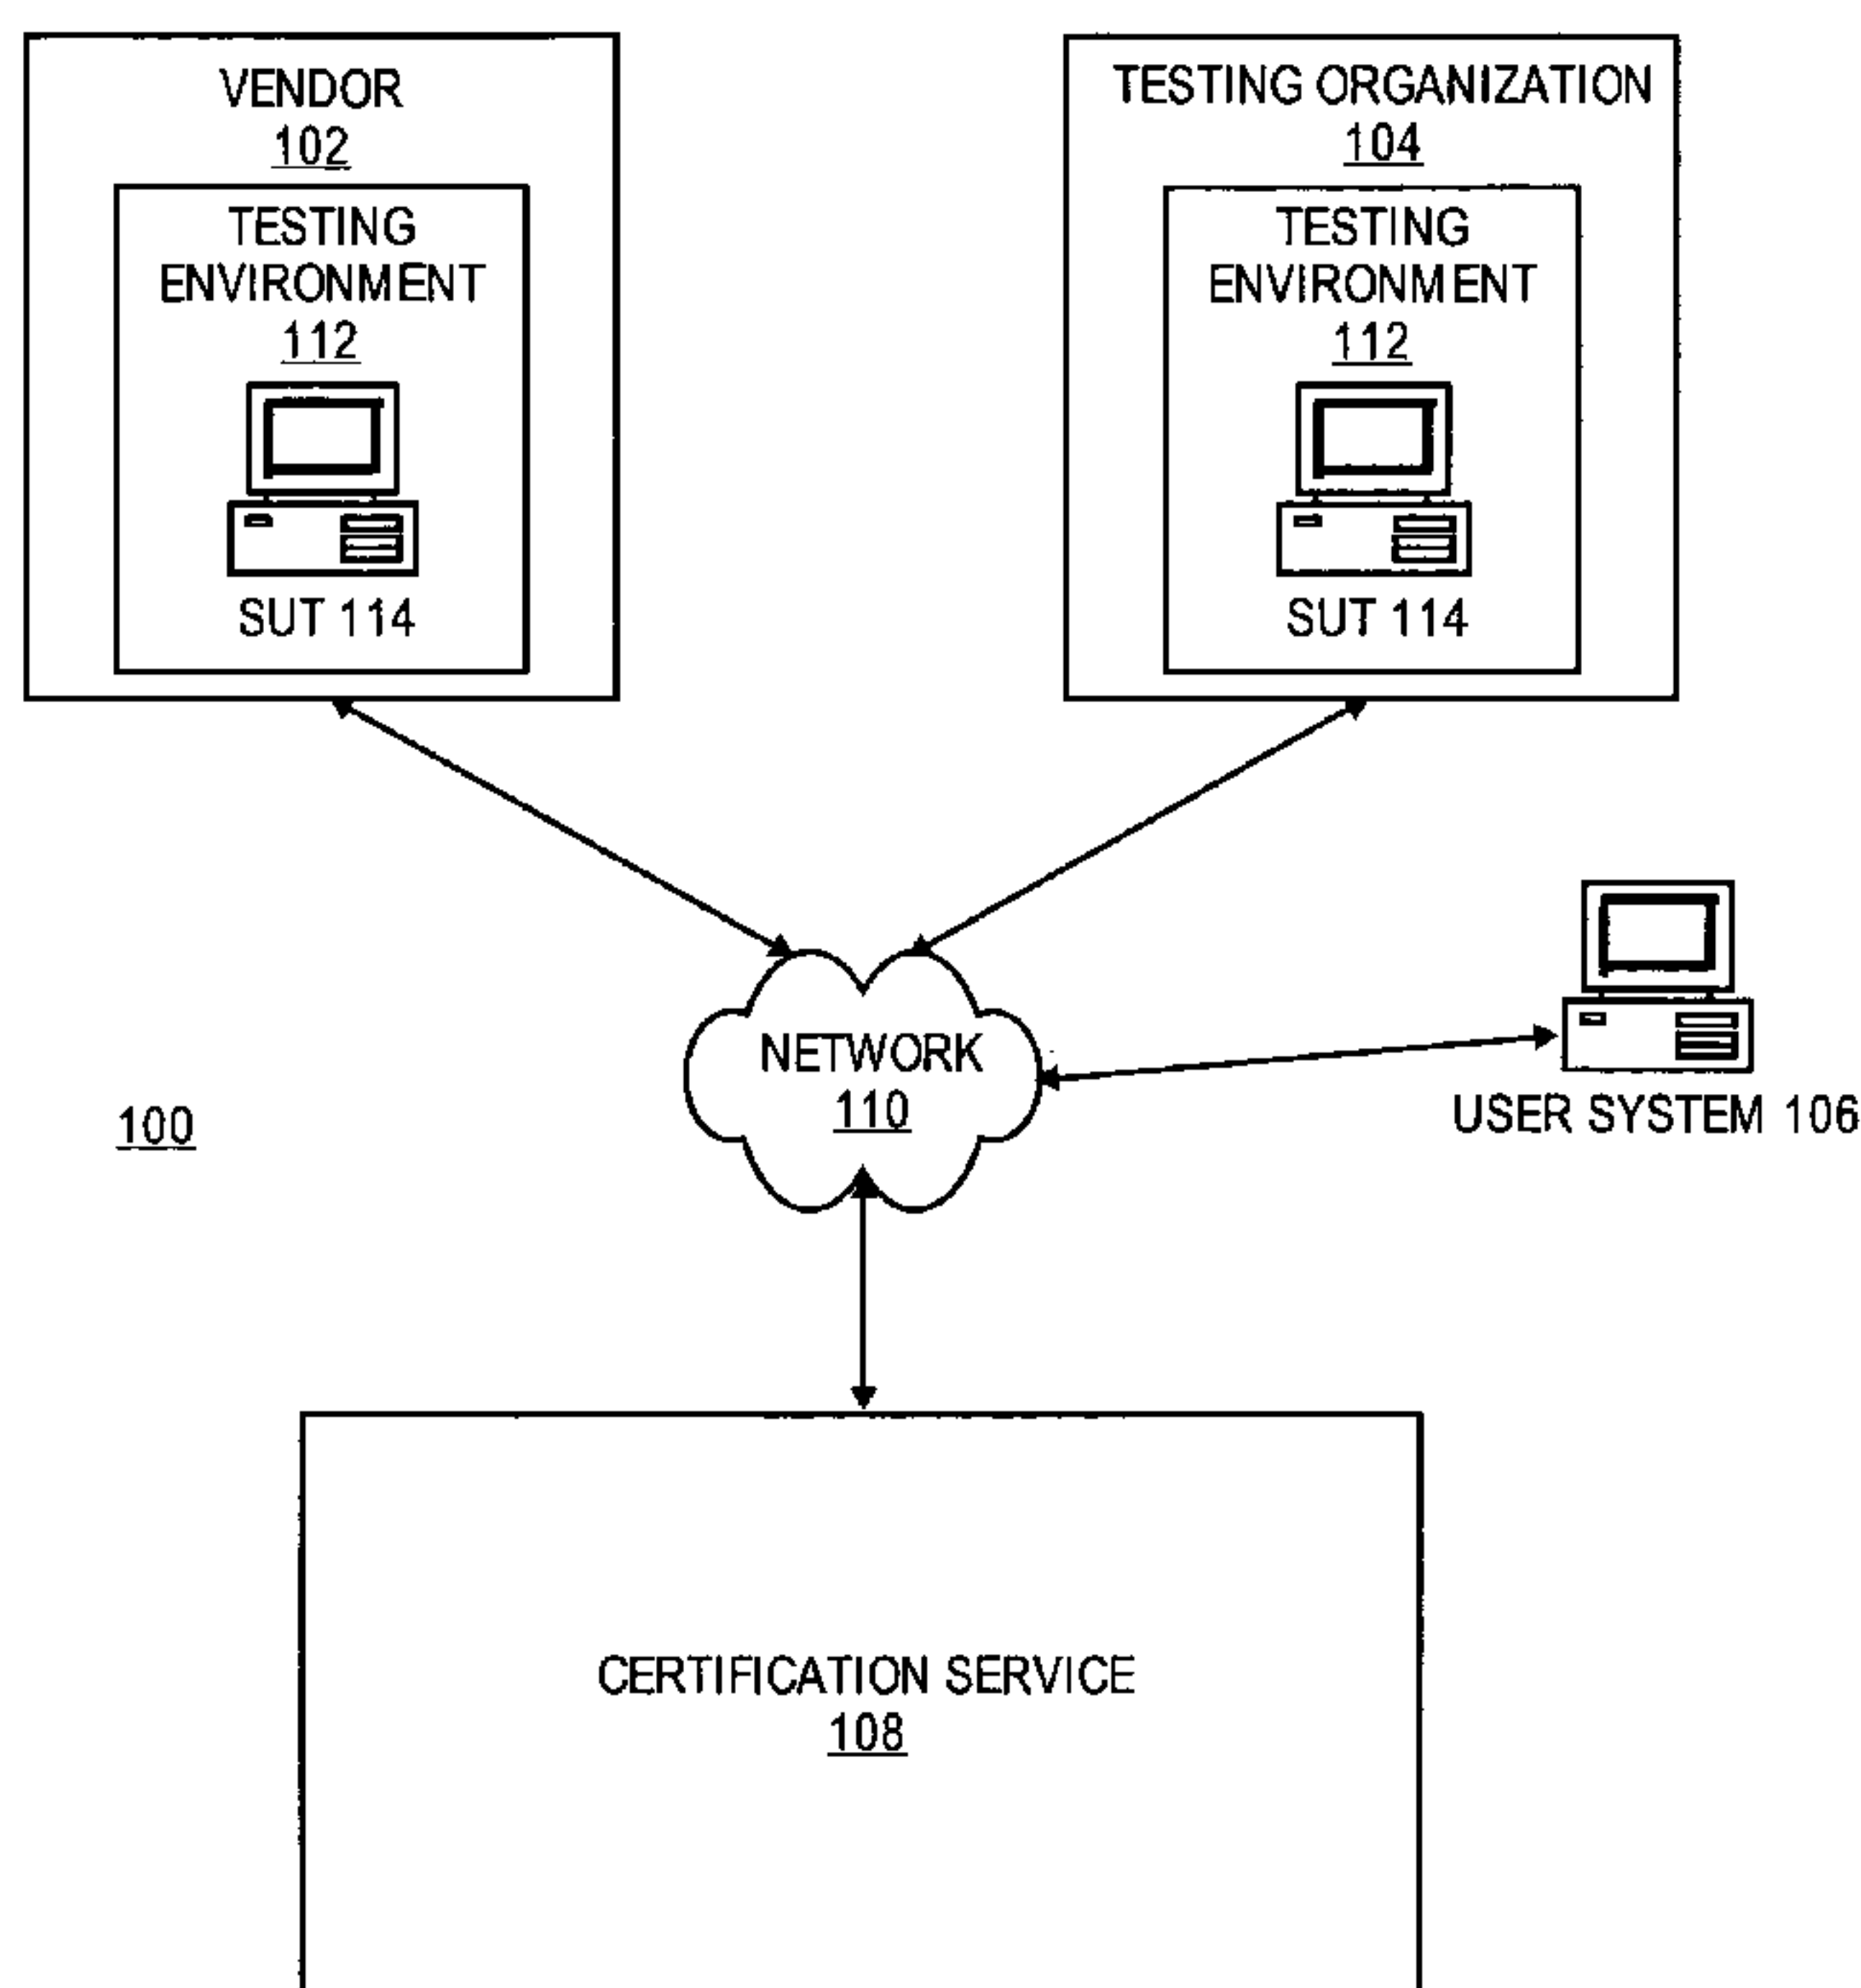 VENDOR
102
TESTING
ENVIRONMENT
112
SUT 114
TESTING ORGANIZATION
104
TESTING
ENVIRONMENT
112
SUT 114
NETWORK
110
USER SYSTEM 106
100
CERTIFICATION SERVICE
108